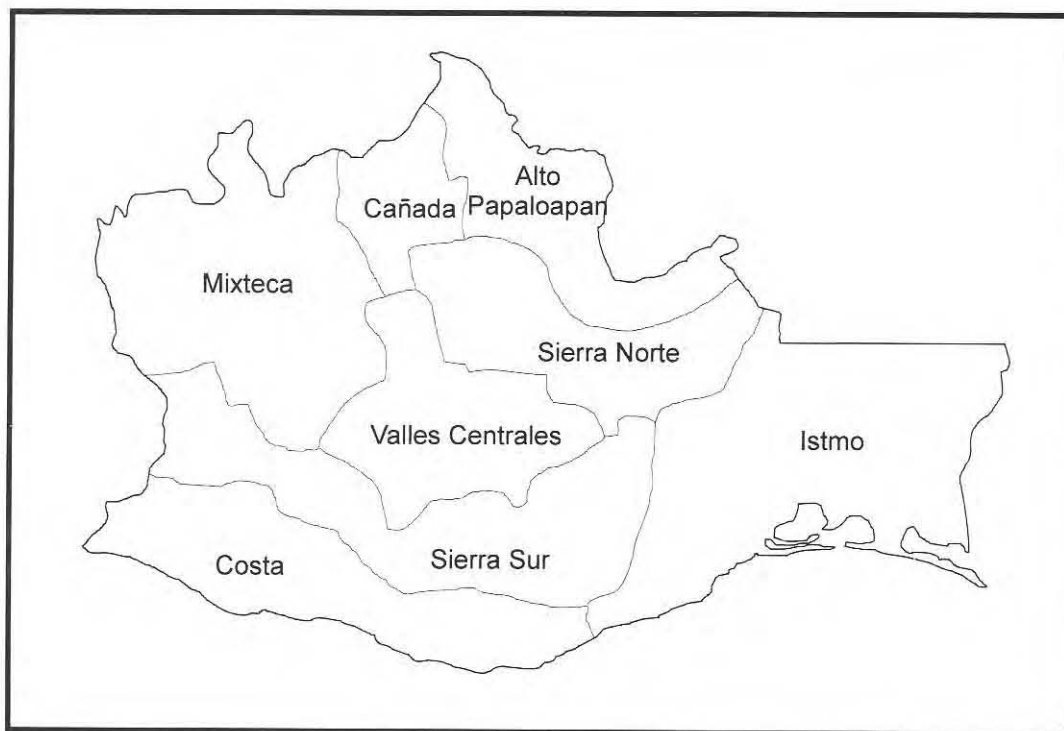 Alto
Papaloapan
Cañada
Mixteca
Sierra Norte
Valles Centrales
Istmo
Sierra Sur
Costa